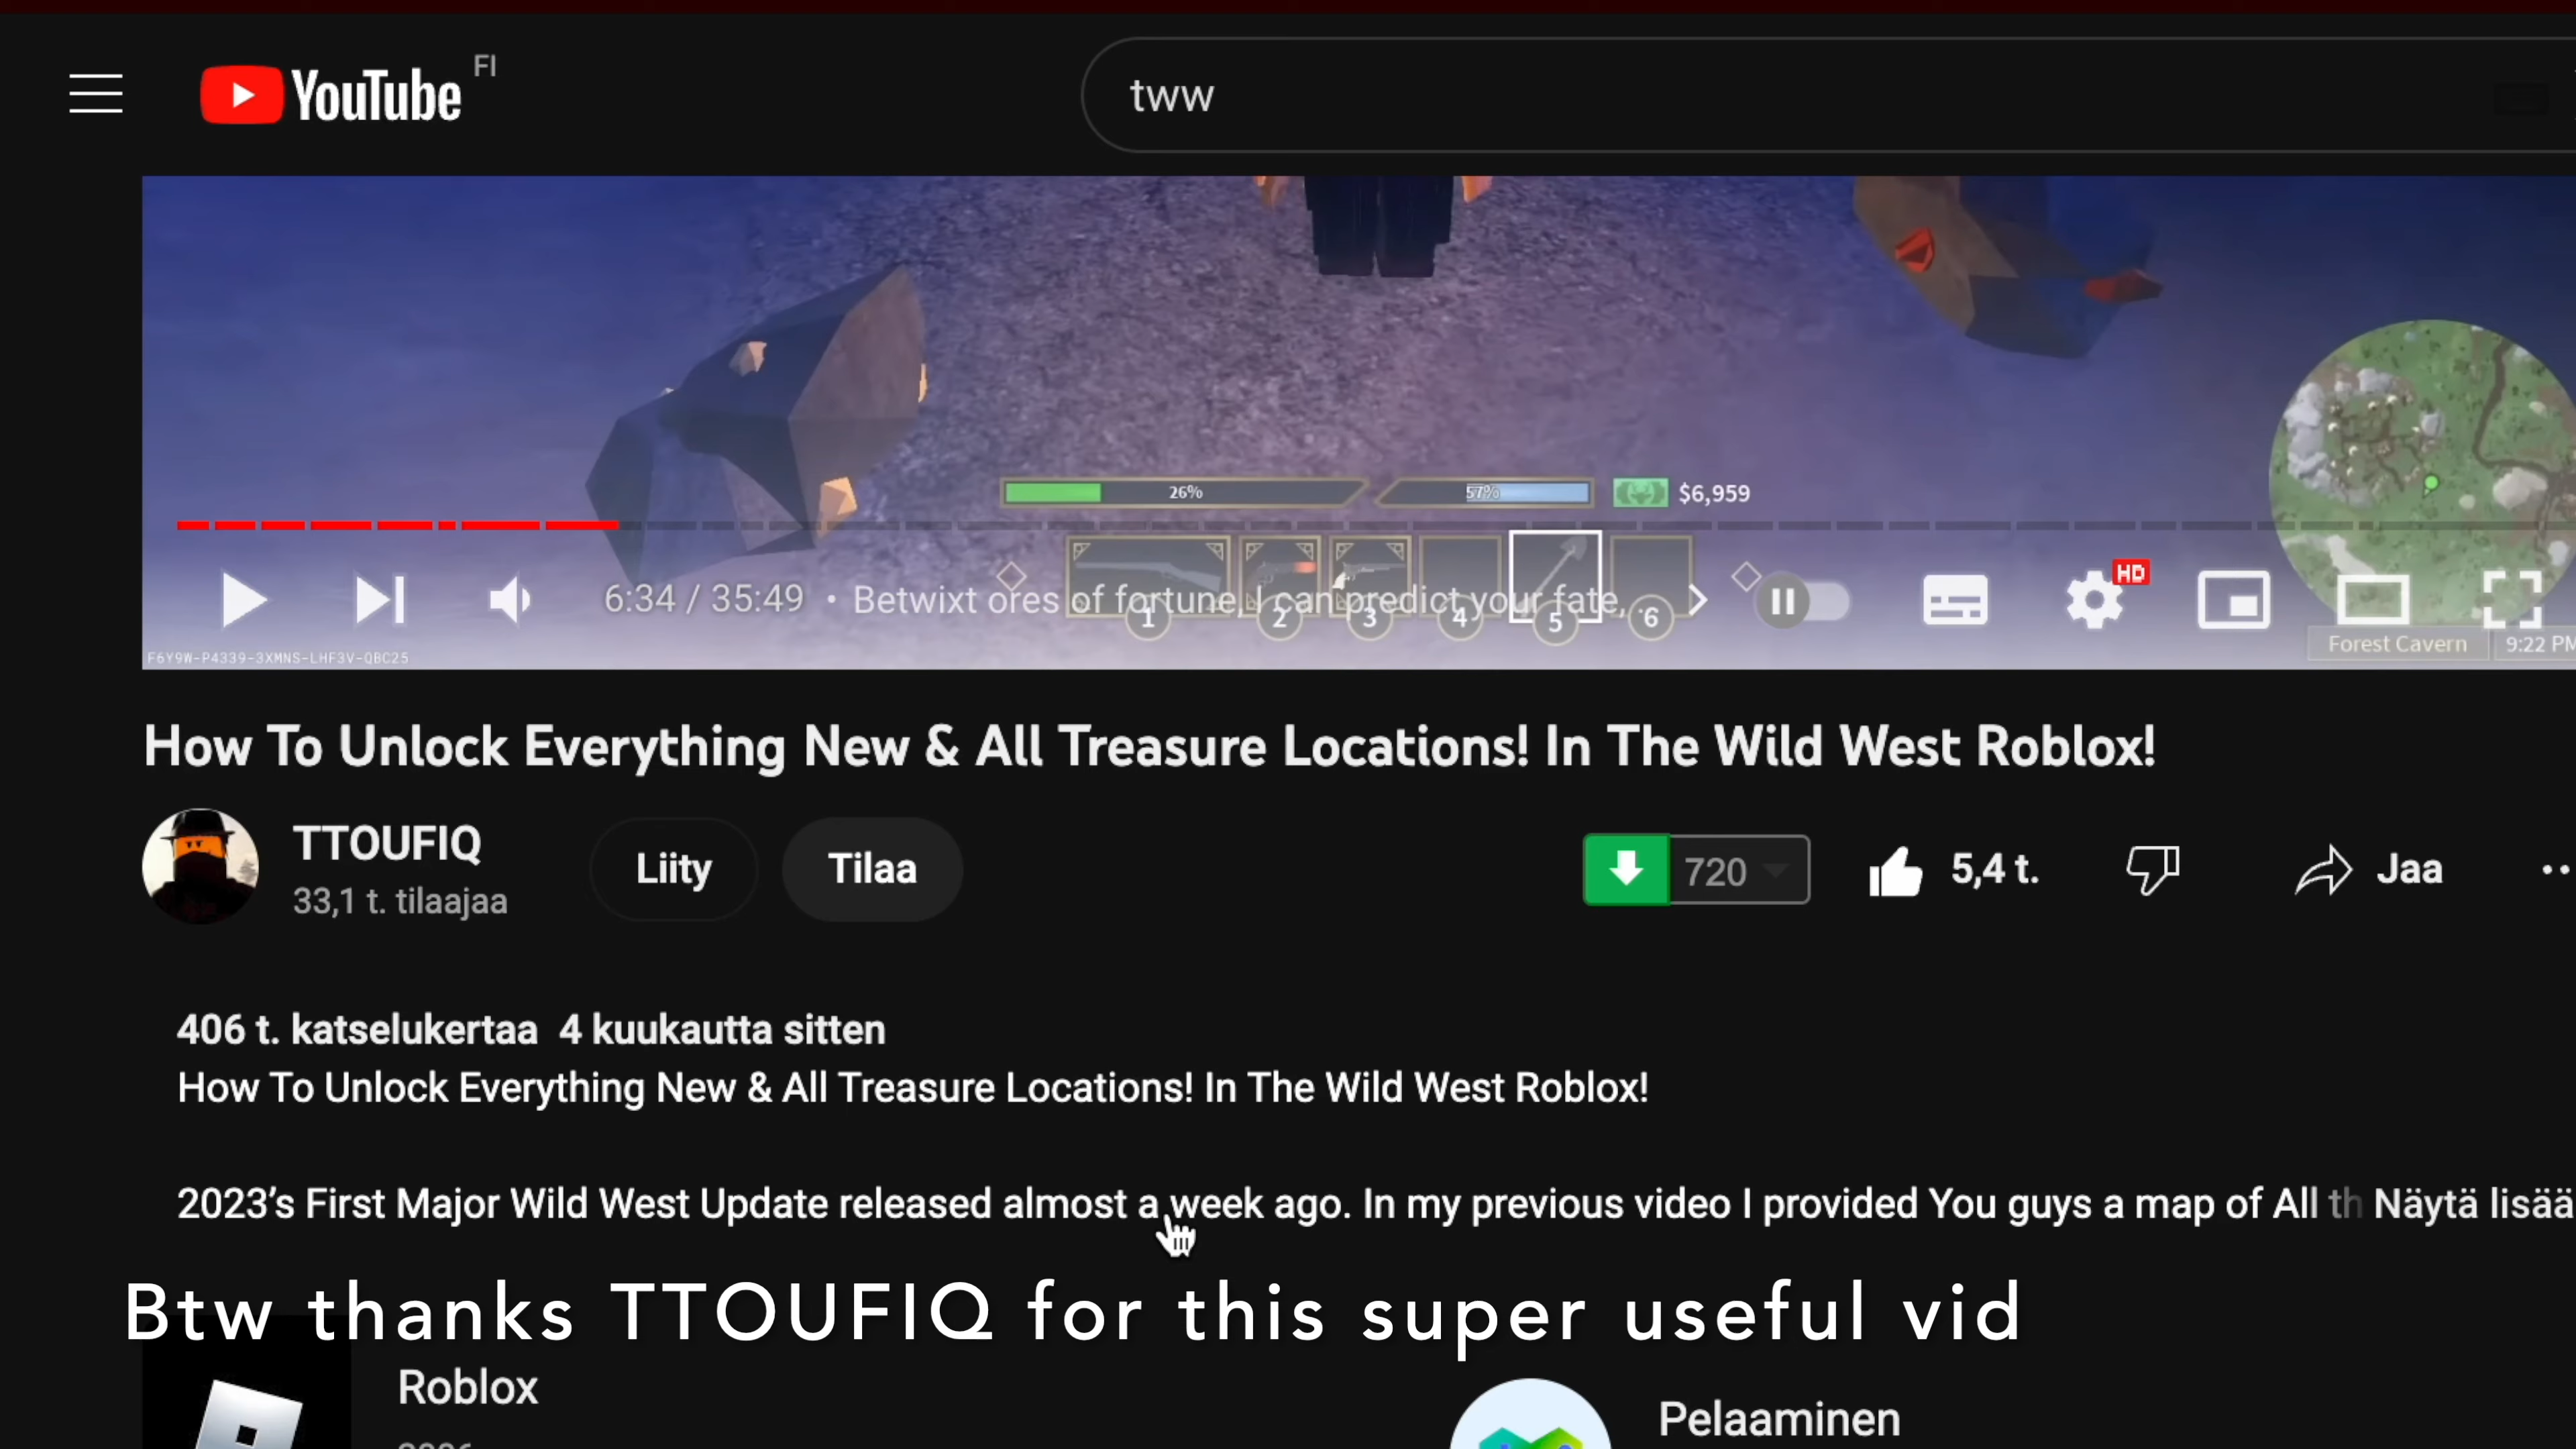 YouTube FI
tww
26%
57%
$6,959
6:34 / 35:49 • Betwixt ores of fortune, I can predict your fate, ...
1 2 3 4 5 6
HD
Forest Cavern
9:22 PM
F6Y9W-P4339-3XMNS-LHF3V-QBC25
How To Unlock Everything New & All Treasure Locations! In The Wild West Roblox!
TTOUFIQ
33,1 t. tilaajaa
Liity
Tilaa
720
5,4 t.
Jaa
406 t. katselukertaa 4 kuukautta sitten
How To Unlock Everything New & All Treasure Locations! In The Wild West Roblox!
2023’s First Major Wild West Update released almost a week ago. In my previous video I provided You guys a map of All th Näytä lisää
Btw thanks TTOUFIQ for this super useful vid
Roblox
Pelaaminen